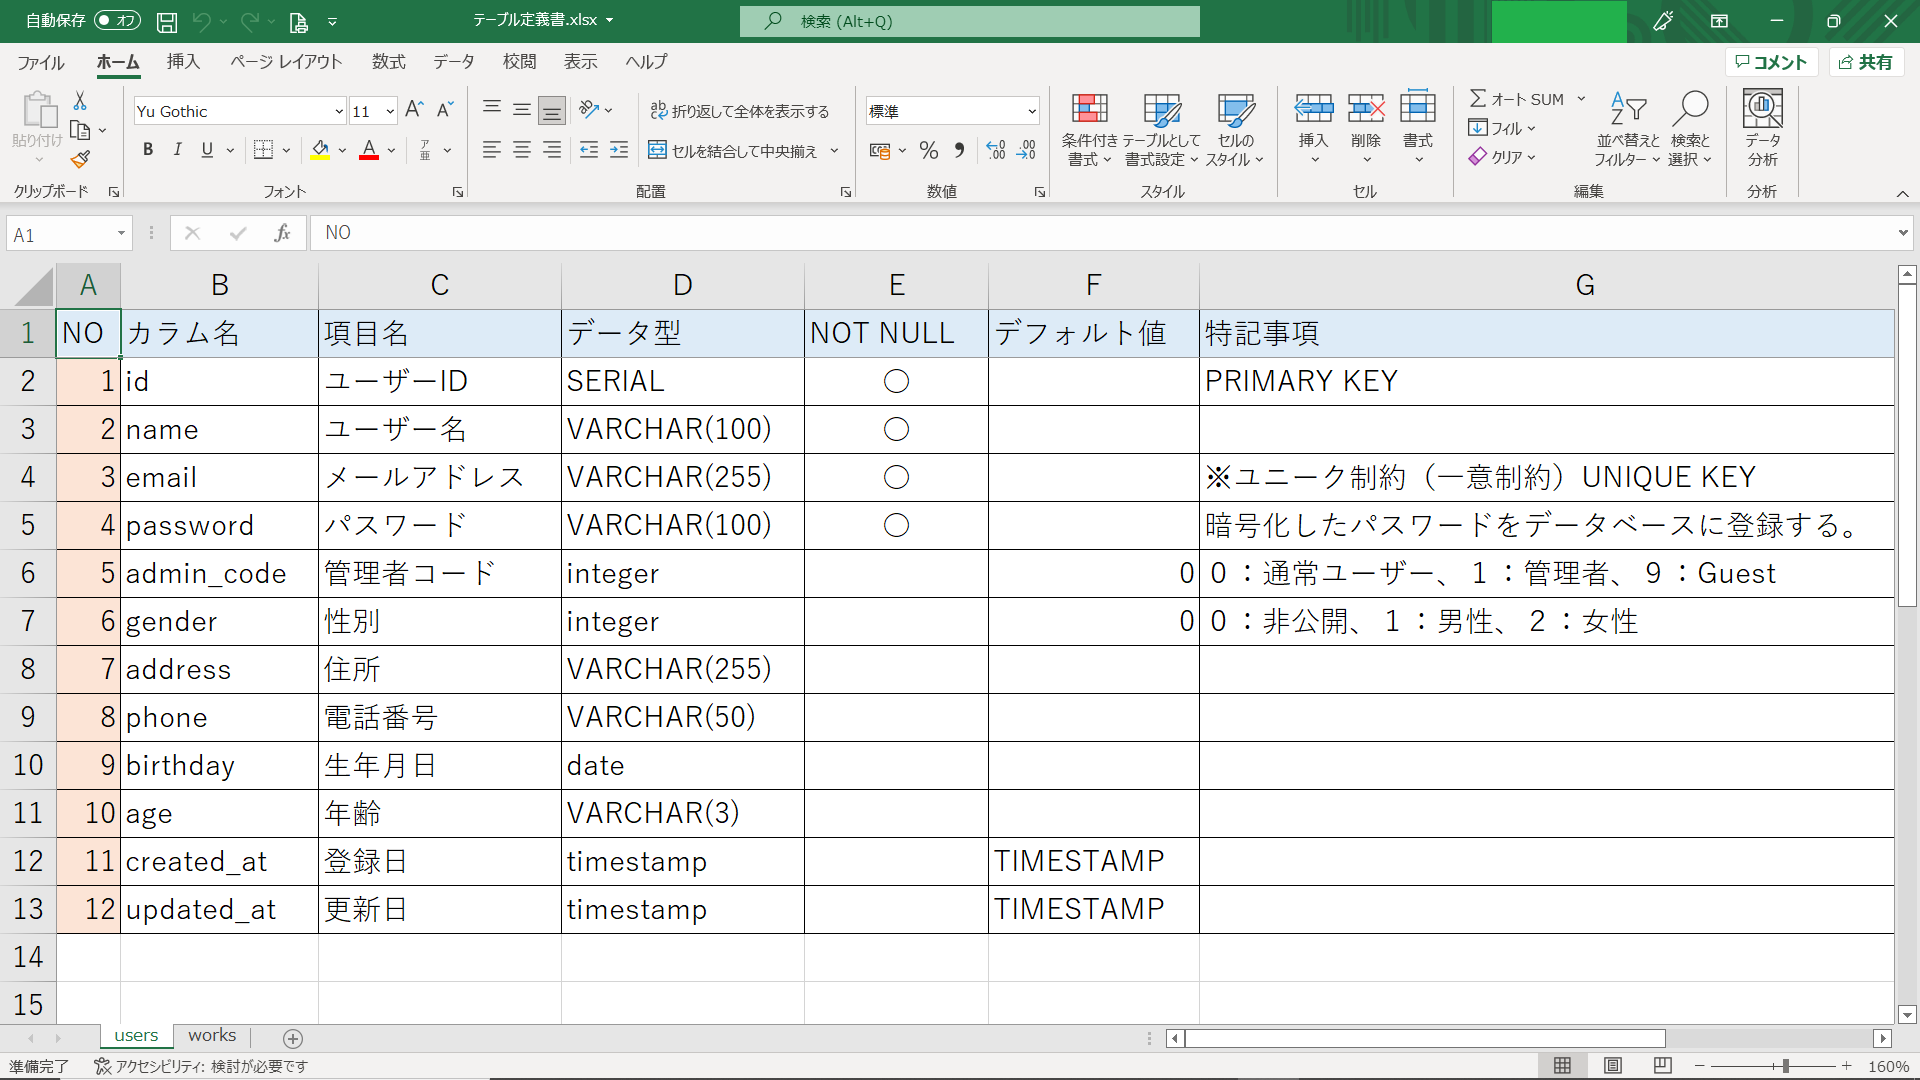 自動保存 オフ テーブル定義書.xlsx 検索 (Alt+Q)
ファイル ホーム 挿入 ページ レイアウト 数式 データ 校閲 表示 ヘルプ コメント 共有
貼り付け
Yu Gothic 11
B I U
ア
亜
折り返して全体を表示する
セルを結合して中央揃え
標準
% 9 .00
条件付き書式
テーブルとして書式設定
セルのスタイル
挿入 削除 書式
オート SUM
フィル
クリア
並べ替えとフィルター
検索と選択
データ分析
クリップボード フォント 配置 数値 スタイル セル 編集 分析
A1 fx NO
A B C D E F G
1 NO カラム名 項目名 データ型 NOT NULL デフォルト値 特記事項
2 1 id ユーザーID SERIAL ○ PRIMARY KEY
3 2 name ユーザー名 VARCHAR(100) ○
4 3 email メールアドレス VARCHAR(255) ○ ※ユニーク制約（一意制約）UNIQUE KEY
5 4 password パスワード VARCHAR(100) ○ 暗号化したパスワードをデータベースに登録する。
6 5 admin_code 管理者コード integer 0 0：通常ユーザー、1：管理者、9：Guest
7 6 gender 性別 integer 0 0：非公開、1：男性、2：女性
8 7 address 住所 VARCHAR(255)
9 8 phone 電話番号 VARCHAR(50)
10 9 birthday 生年月日 date
11 10 age 年齢 VARCHAR(3)
12 11 created_at 登録日 timestamp TIMESTAMP
13 12 updated_at 更新日 timestamp TIMESTAMP
14
15
users works
準備完了 アクセシビリティ: 検討が必要です 160%